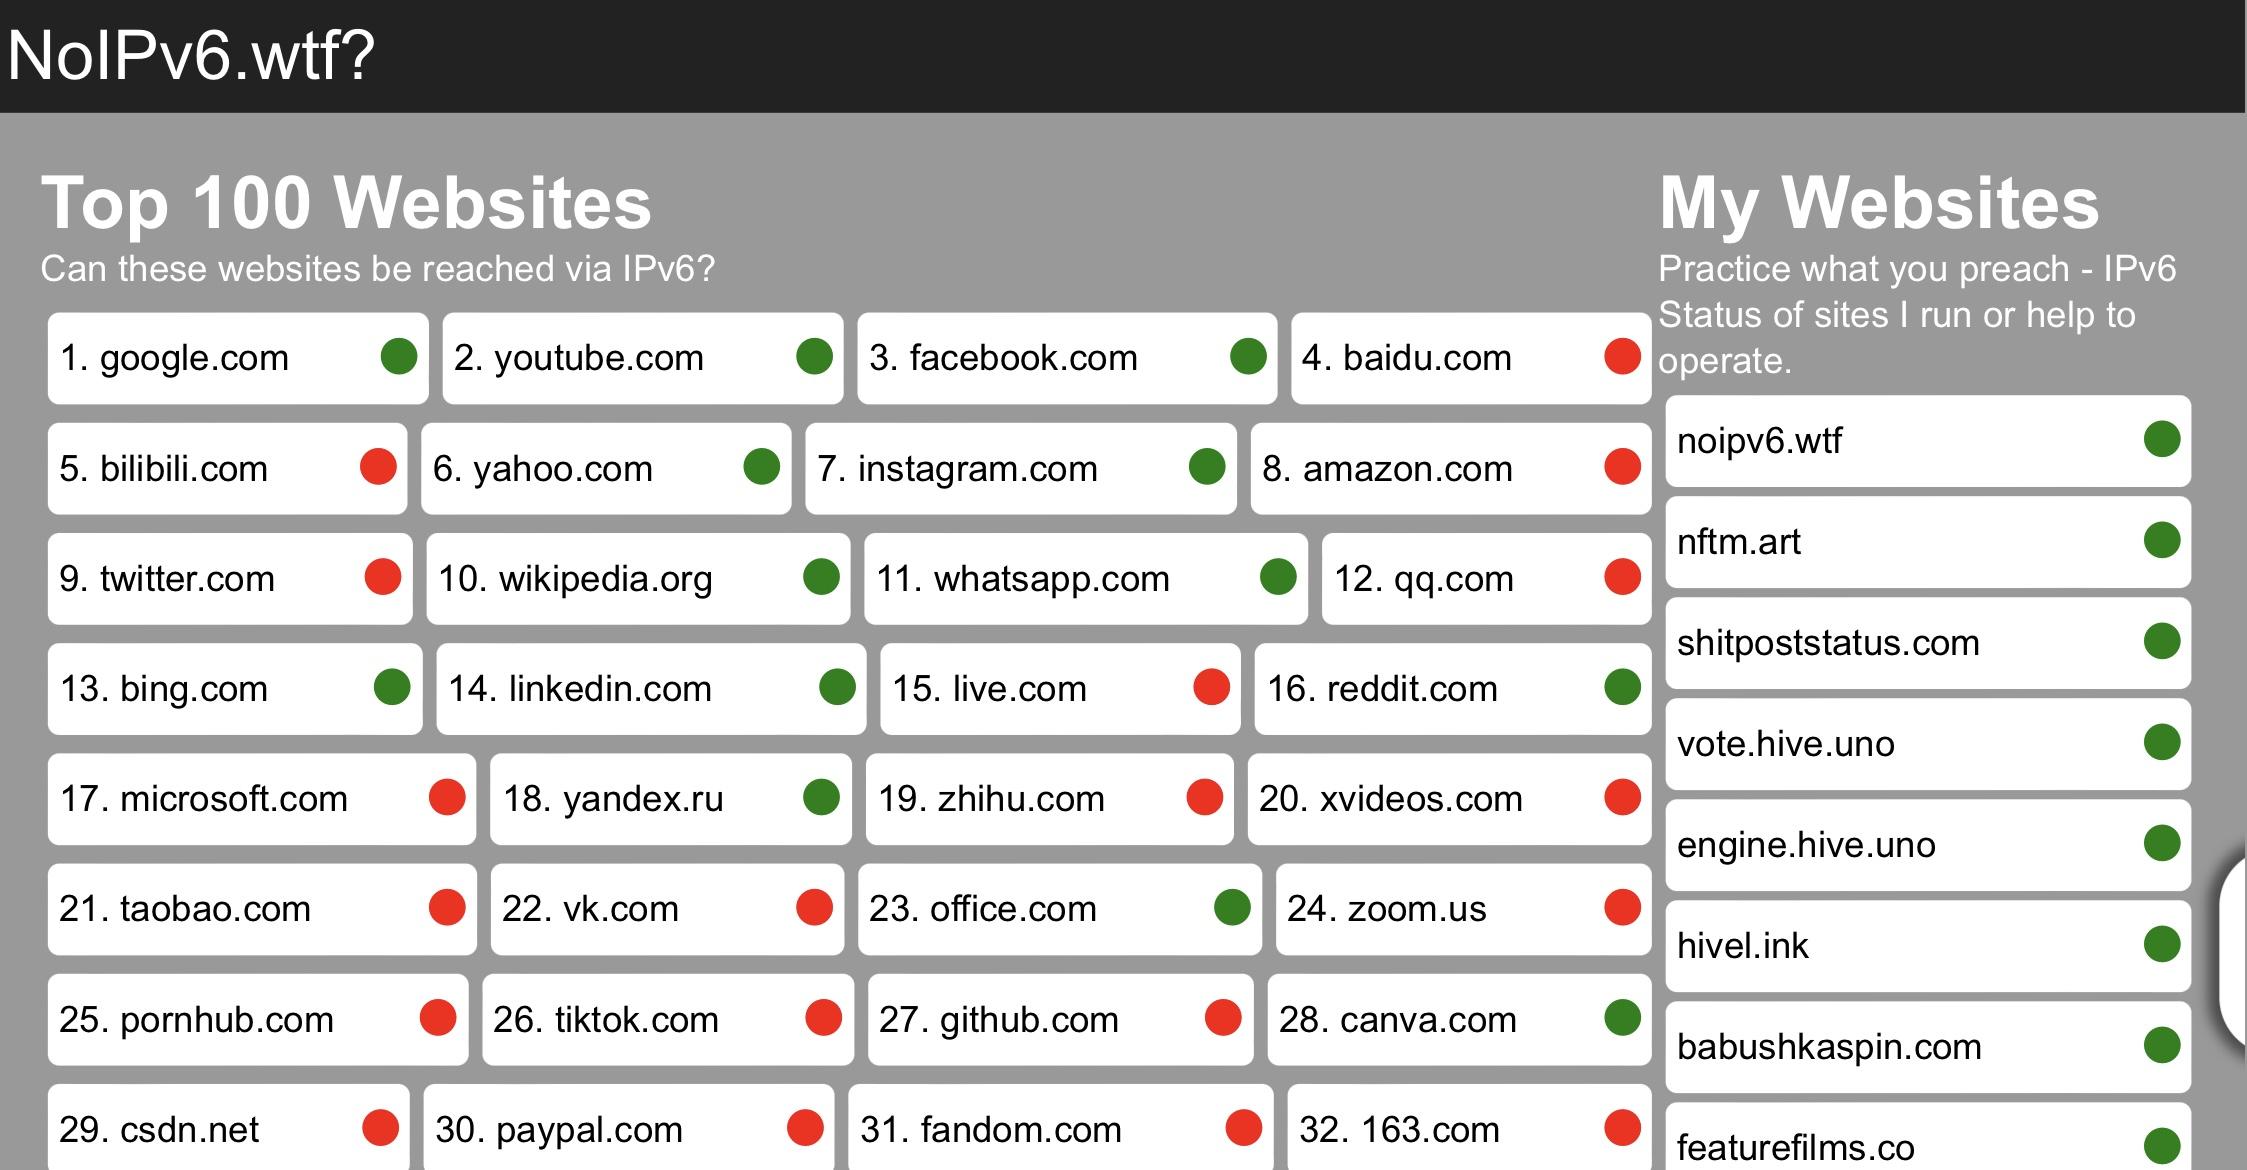 NoIPv6.wtf?
Top 100 Websites
Can these websites be reached via IPv6?
1. google.com
2. youtube.com
3. facebook.com
4. baidu.com
5. bilibili.com
6. yahoo.com
7. instagram.com
8. amazon.com
9. twitter.com
10. wikipedia.org
11. whatsapp.com
12. qq.com
13. bing.com
14. linkedin.com
15. live.com
16. reddit.com
17. microsoft.com
18. yandex.ru
19. zhihu.com
20. xvideos.com
21. taobao.com
22. vk.com
23. office.com
24. zoom.us
25. pornhub.com
26. tiktok.com
27. github.com
28. canva.com
29. csdn.net
30. paypal.com
31. fandom.com
32. 163.com
My Websites
Practice what you preach - IPv6
Status of sites I run or help to
operate.
noipv6.wtf
nftm.art
shitpoststatus.com
vote.hive.uno
engine.hive.uno
hivel.ink
babushkaspin.com
featurefilms.co